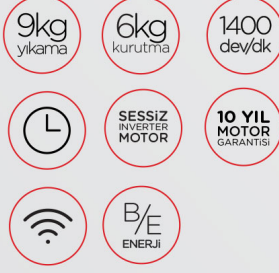 9kg
yıkama
6kg
kurutma
1400
dev/dk
SESSİZ
INVERTER
MOTOR
10 YIL
MOTOR
GARANTİSİ
B/E
ENERJİ